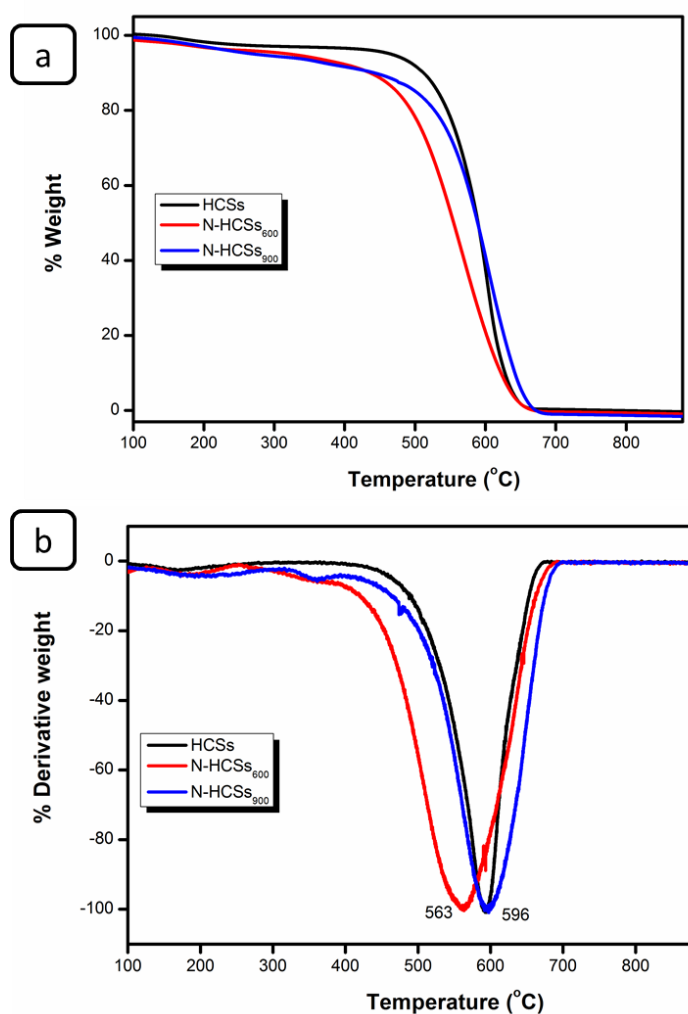 a
100
80
60
40
20
0
% Weight
HCSs
N-HCSs₆₀₀
N-HCSs₉₀₀
100 200 300 400 500 600 700 800
Temperature (°C)
b
0
-20
-40
-60
-80
-100
% Derivative weight
HCSs
N-HCSs₆₀₀
N-HCSs₉₀₀
563 596
100 200 300 400 500 600 700 800
Temperature (°C)